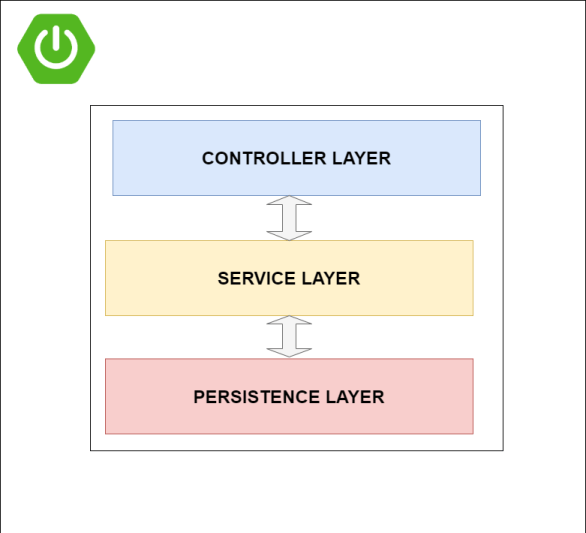 CONTROLLER LAYER
SERVICE LAYER
PERSISTENCE LAYER